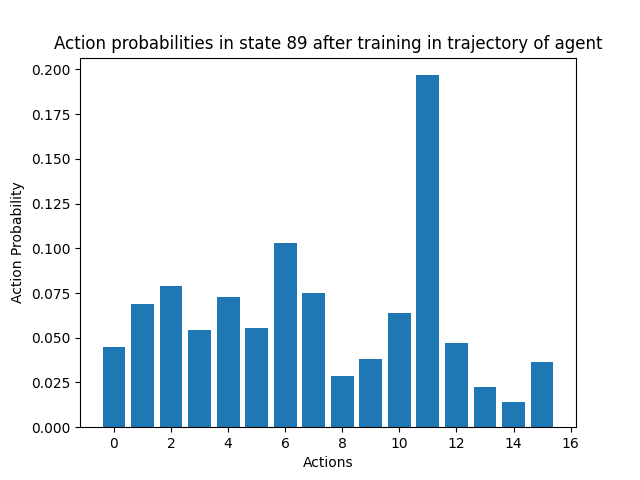 Action probabilities in state 89 after training in trajectory of agent
0.200
0.175
0.150
0.125
0.100
0.075
0.050
0.025
0.000
Action Probability
0 2 4 6 8 10 12 14 16
Actions